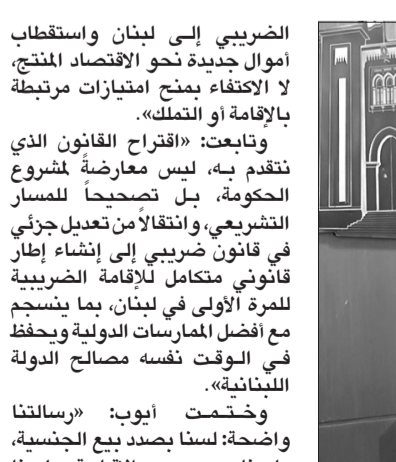 الضريبي إلى لبنان واستقطاب
أموال جديدة نحو الاقتصاد المنتج،
لا الاكتفاء بمنح امتيازات مرتبطة
بالإقامة أو التملك».
وتابعت: «اقتراح القانون الذي
نتقدم به، ليس معارضةً لمشروع
الحكومة، بل تصحيحاً للمسار
التشريعي، وانتقالاً من تعديل جزئي
في قانون ضريبي إلى إنشاء إطار
قانوني متكامل للإقامة الضريبية
للمرة الأولى في لبنان، بما ينسجم
مع أفضل الممارسات الدولية ويحفظ
في الوقت نفسه مصالح الدولة
اللبنانية».
وختمت أيوب: «رسالتنا
واضحة: لسنا بصدد بيع الجنسية،